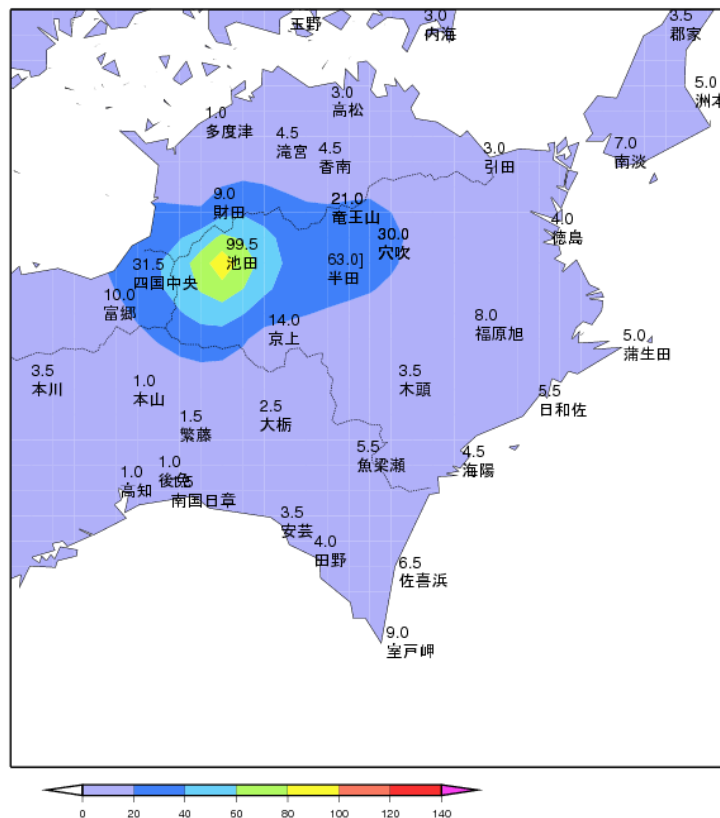 玉野
3.0
内海
3.5
郡家
5.0
洲本
3.0
高松
1.0
多度津
4.5
滝宮
4.5
香南
3.0
引田
7.0
南淡
9.0
財田
21.0
竜王山
4.0
徳島
30.0
穴吹
99.5
池田
63.0]
半田
31.5
四国中央
10.0
富郷
14.0
京上
8.0
福原旭
5.0
蒲生田
3.5
本川
1.0
本山
3.5
木頭
5.5
日和佐
2.5
大栃
1.5
繁藤
5.5
魚梁瀬
4.5
海陽
1.0
後免
1.0
高知
南国日章
3.5
安芸
4.0
田野
6.5
佐喜浜
9.0
室戸岬
0 20 40 60 80 100 120 140